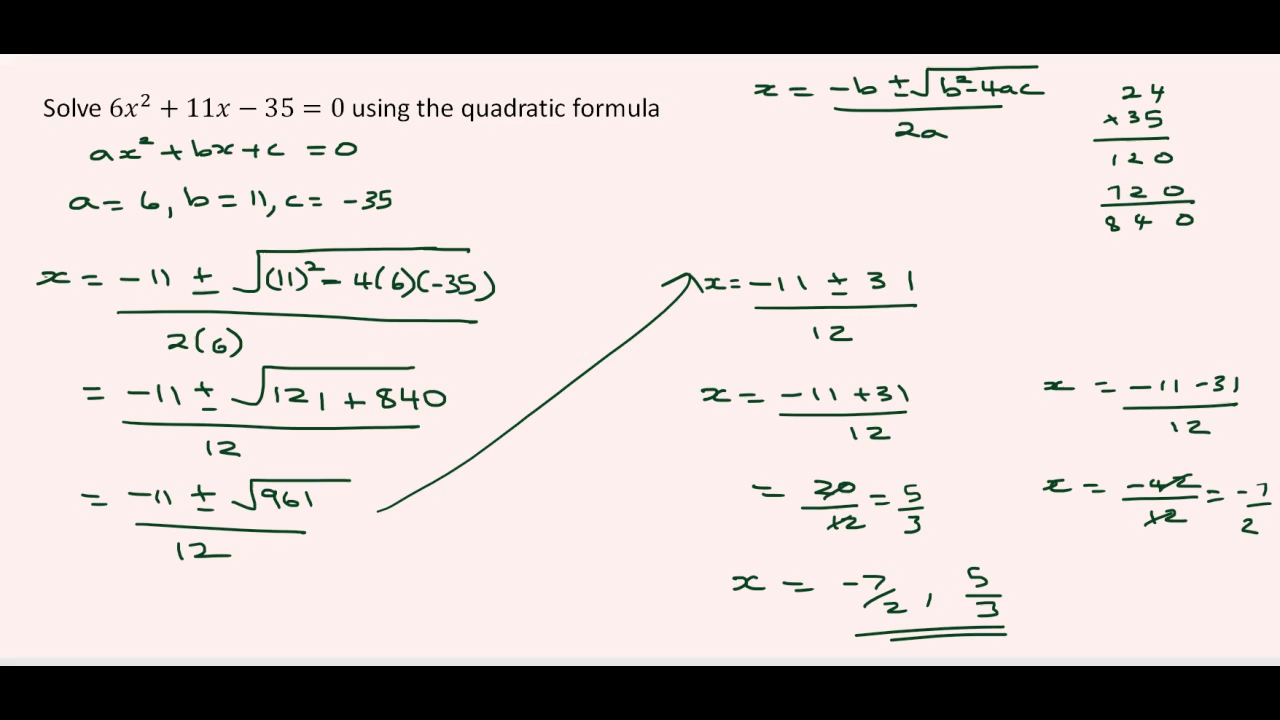 Solve 6x² + 11x − 35 = 0 using the quadratic formula
ax² + bx + c = 0
a = 6, b = 11, c = -35
x = -11 ± √(11)² - 4(6)(-35)
2(6)
= -11 ± √121 + 840
12
= -11 ± √961
12
x = -b ± √b² - 4ac
2a
24
×35
120
720
840
x = -11 ± 31
12
x = -11 + 31
12
= 20/12 = 5/3
x = -11 - 31
12
x = -42/12 = -7/2
x = -7/2, 5/3